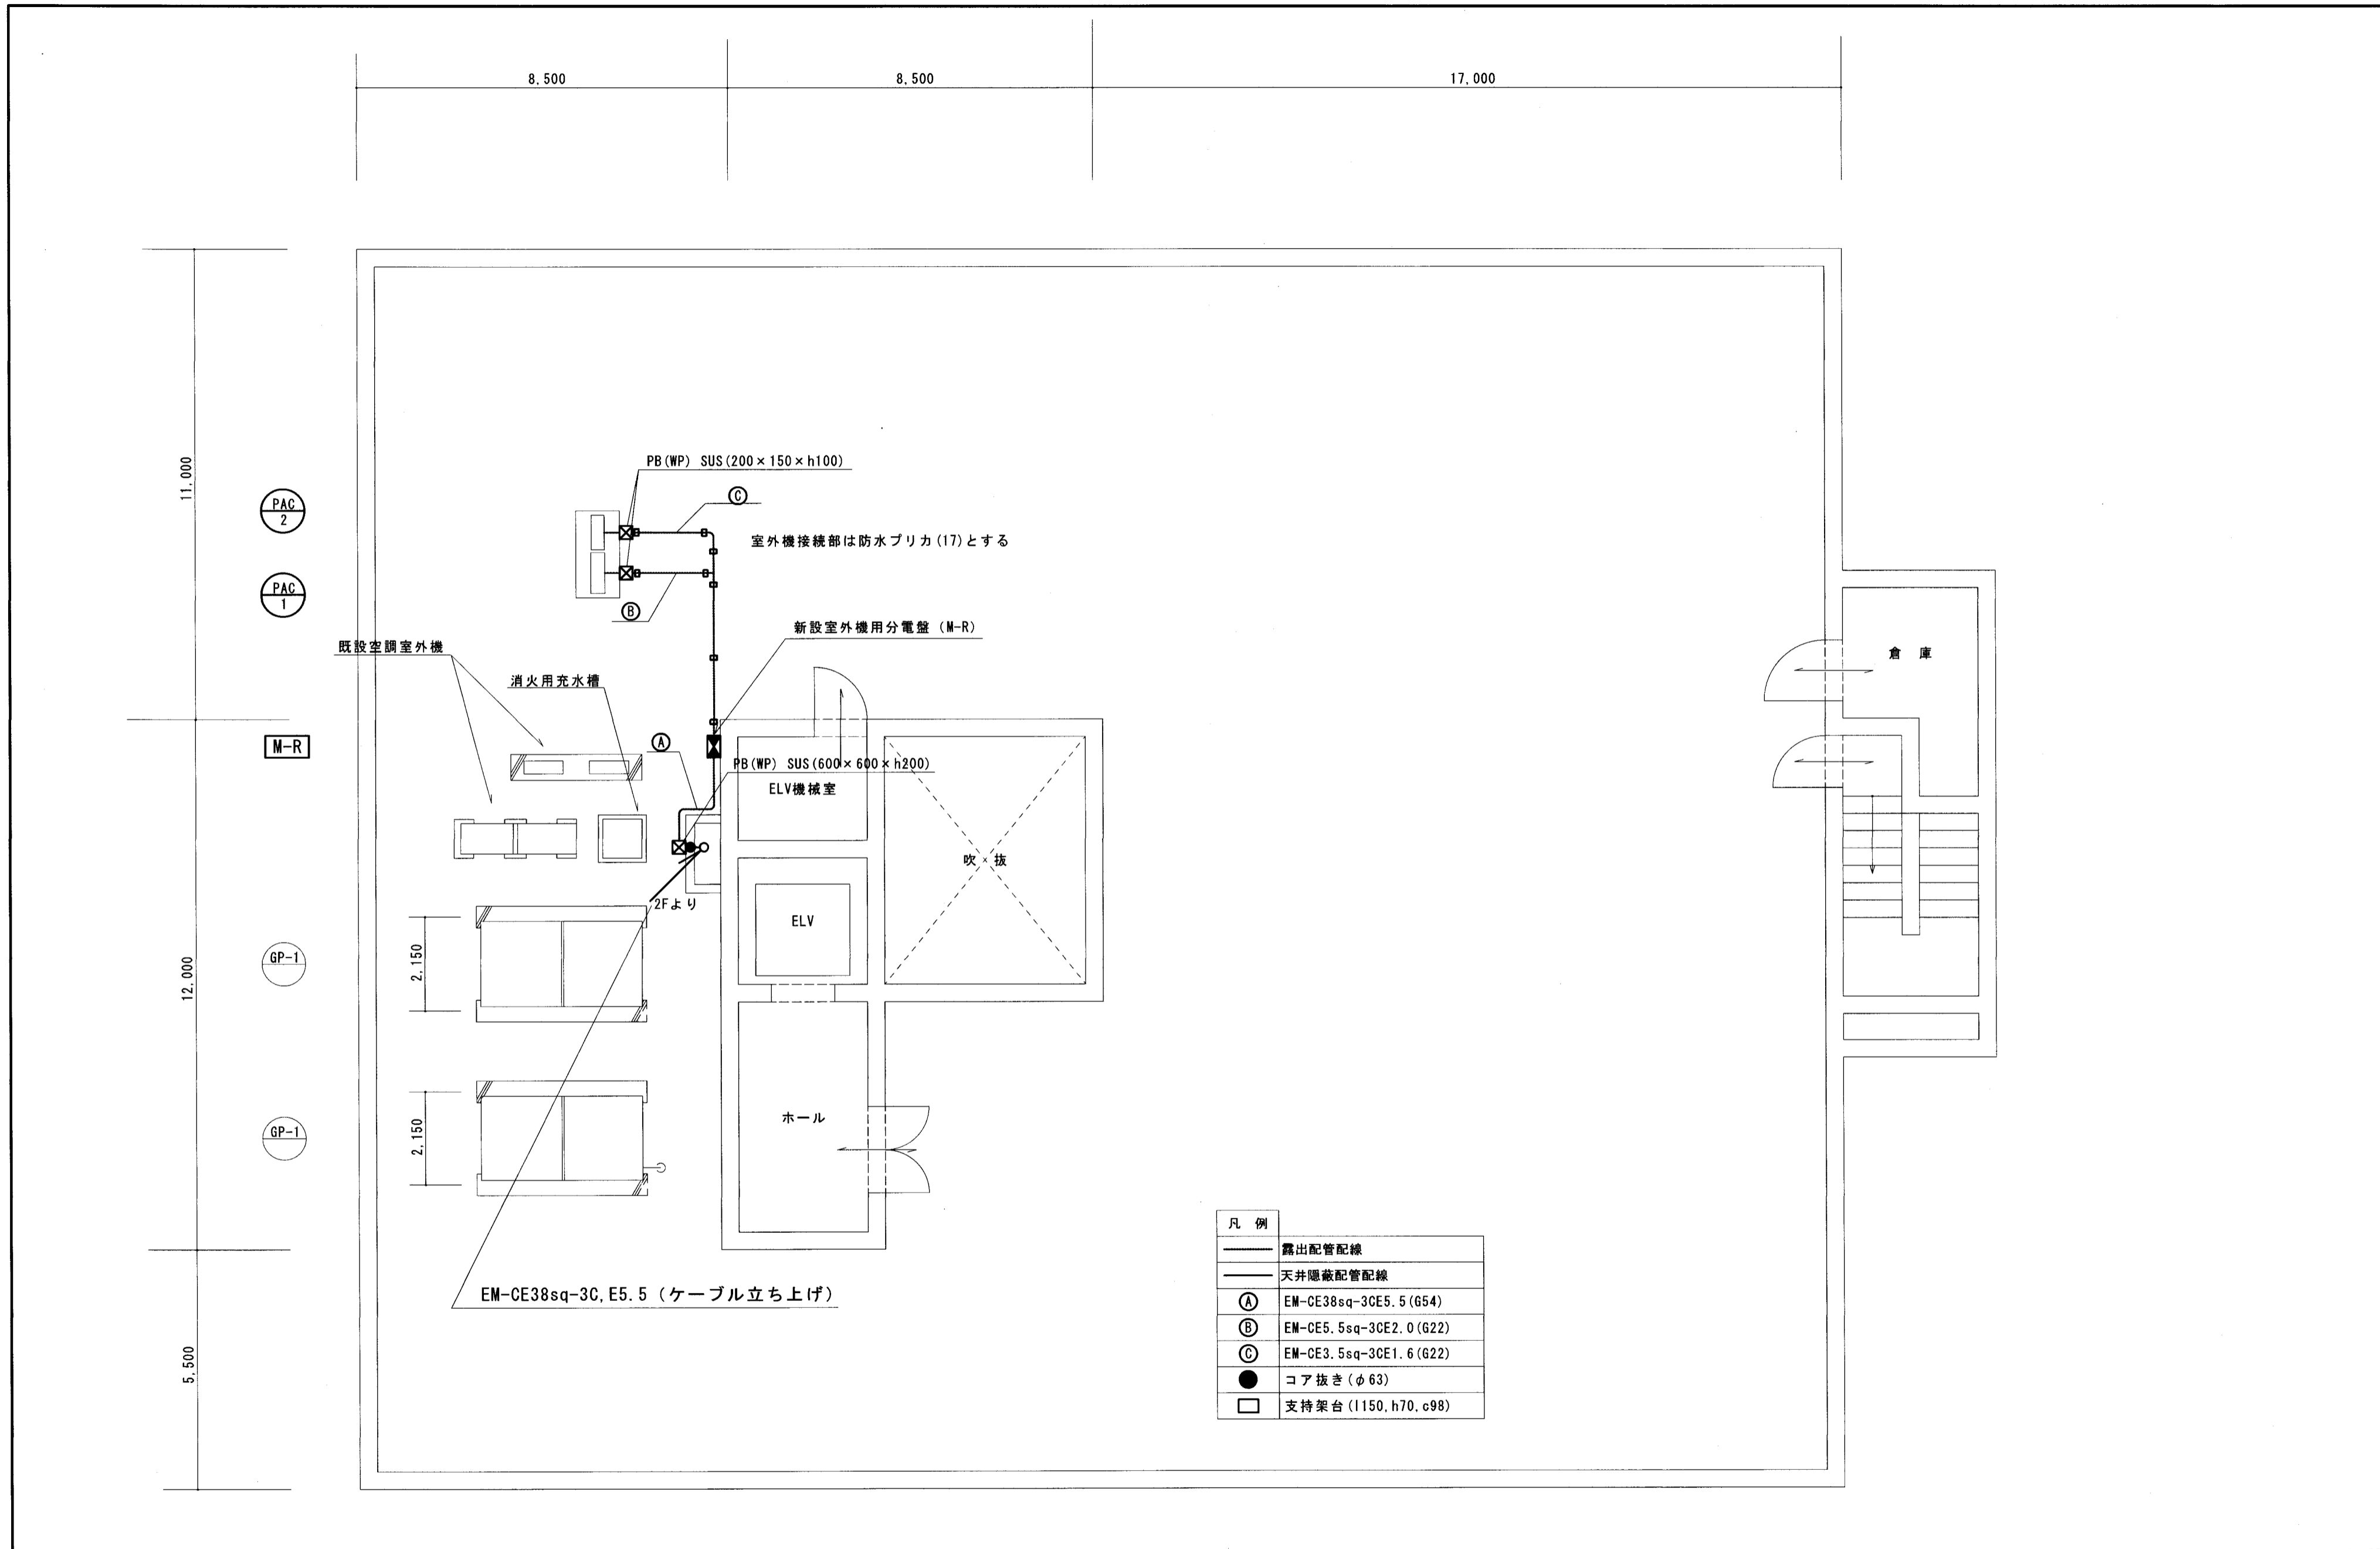 8,500
8,500
17,000
11,000
12,000
5,500
PAC
2
PAC
1
M-R
GP-1
GP-1
PB(WP) SUS(200×150×h100)
Ⓒ
室外機接続部は防水プリカ(17)とする
Ⓑ
新設室外機用分電盤 (M-R)
既設空調室外機
消火用充水槽
Ⓐ
PB(WP) SUS(600×600×h200)
ELV機械室
倉 庫
吹 抜
2Fより
ELV
2,150
2,150
ホール
EM-CE38sq-3C,E5.5 (ケーブル立ち上げ)
凡 例
露出配管配線
天井隠蔽配管配線
Ⓐ EM-CE38sq-3CE5.5(G54)
Ⓑ EM-CE5.5sq-3CE2.0(G22)
Ⓒ EM-CE3.5sq-3CE1.6(G22)
コア抜き(φ63)
支持架台(l150,h70,c98)